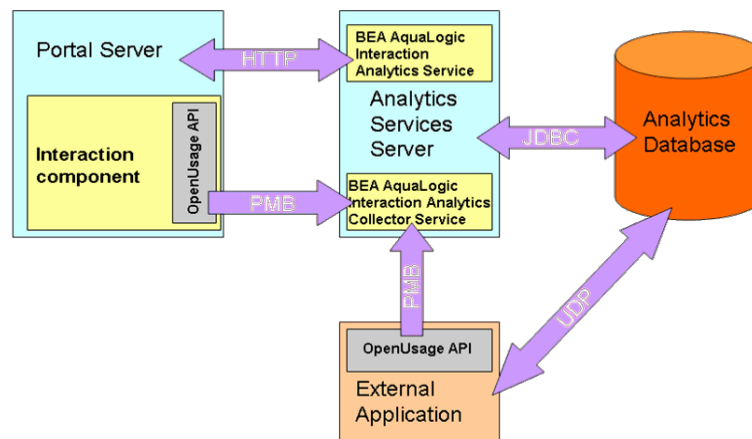 Portal Server
HTTP
BEA AquaLogic
Interaction
Analytics Service
Analytics
Services
Server
JDBC
Analytics
Database
Interaction
component
OpenUsage API
PMB
BEA AquaLogic
Interaction Analytics
Collector Service
PMB
UDP
OpenUsage API
External
Application